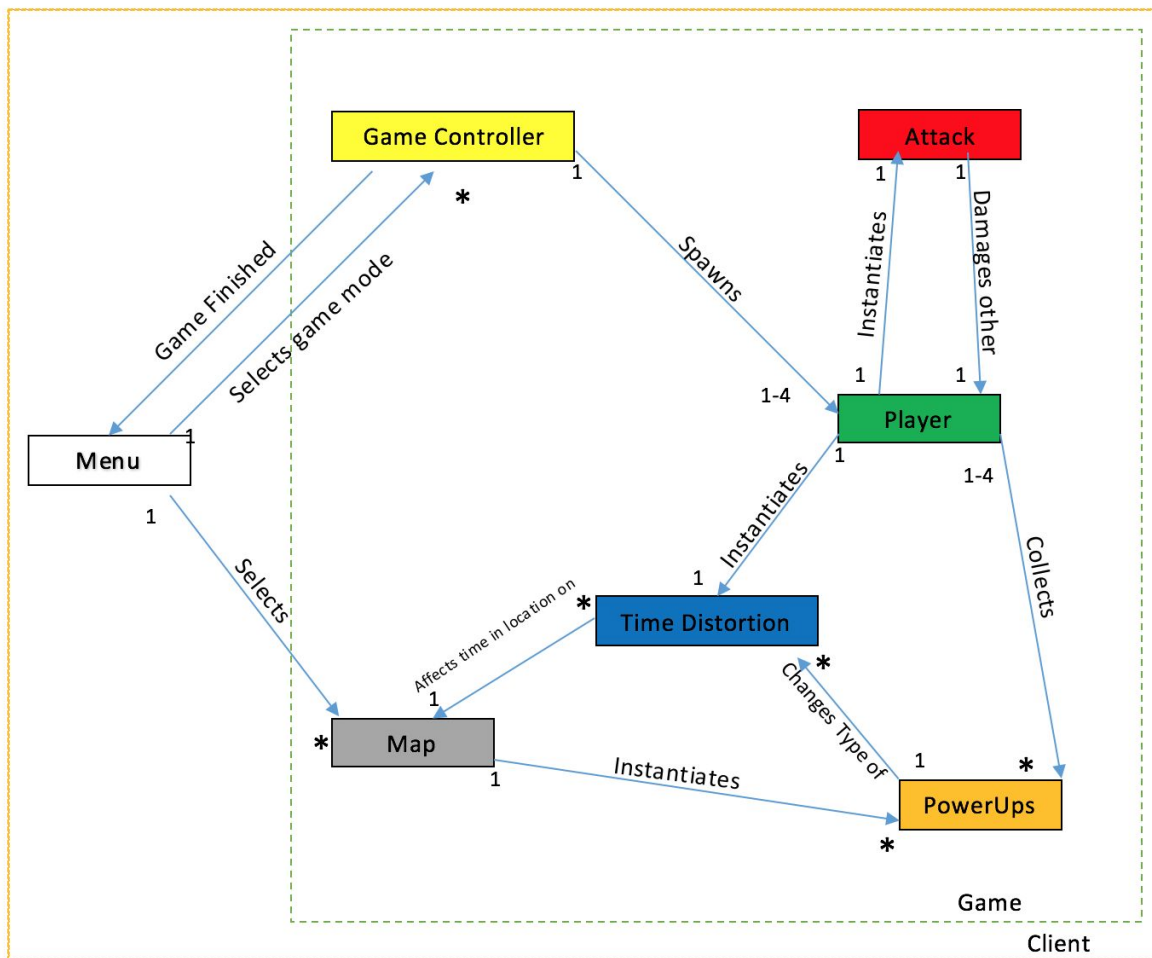 Game Controller
Attack
1
*
1
1
Instantiates
Damages other
Spawns
Game Finished
Selects game mode
1
1
1-4
Player
1
Menu
1
1
1-4
Instantiates
Collects
Selects
1
Affects time in location on
*
Time Distortion
*
Changes Type of
1
*
Map
1
Instantiates
1
*
PowerUps
*
Game
Client